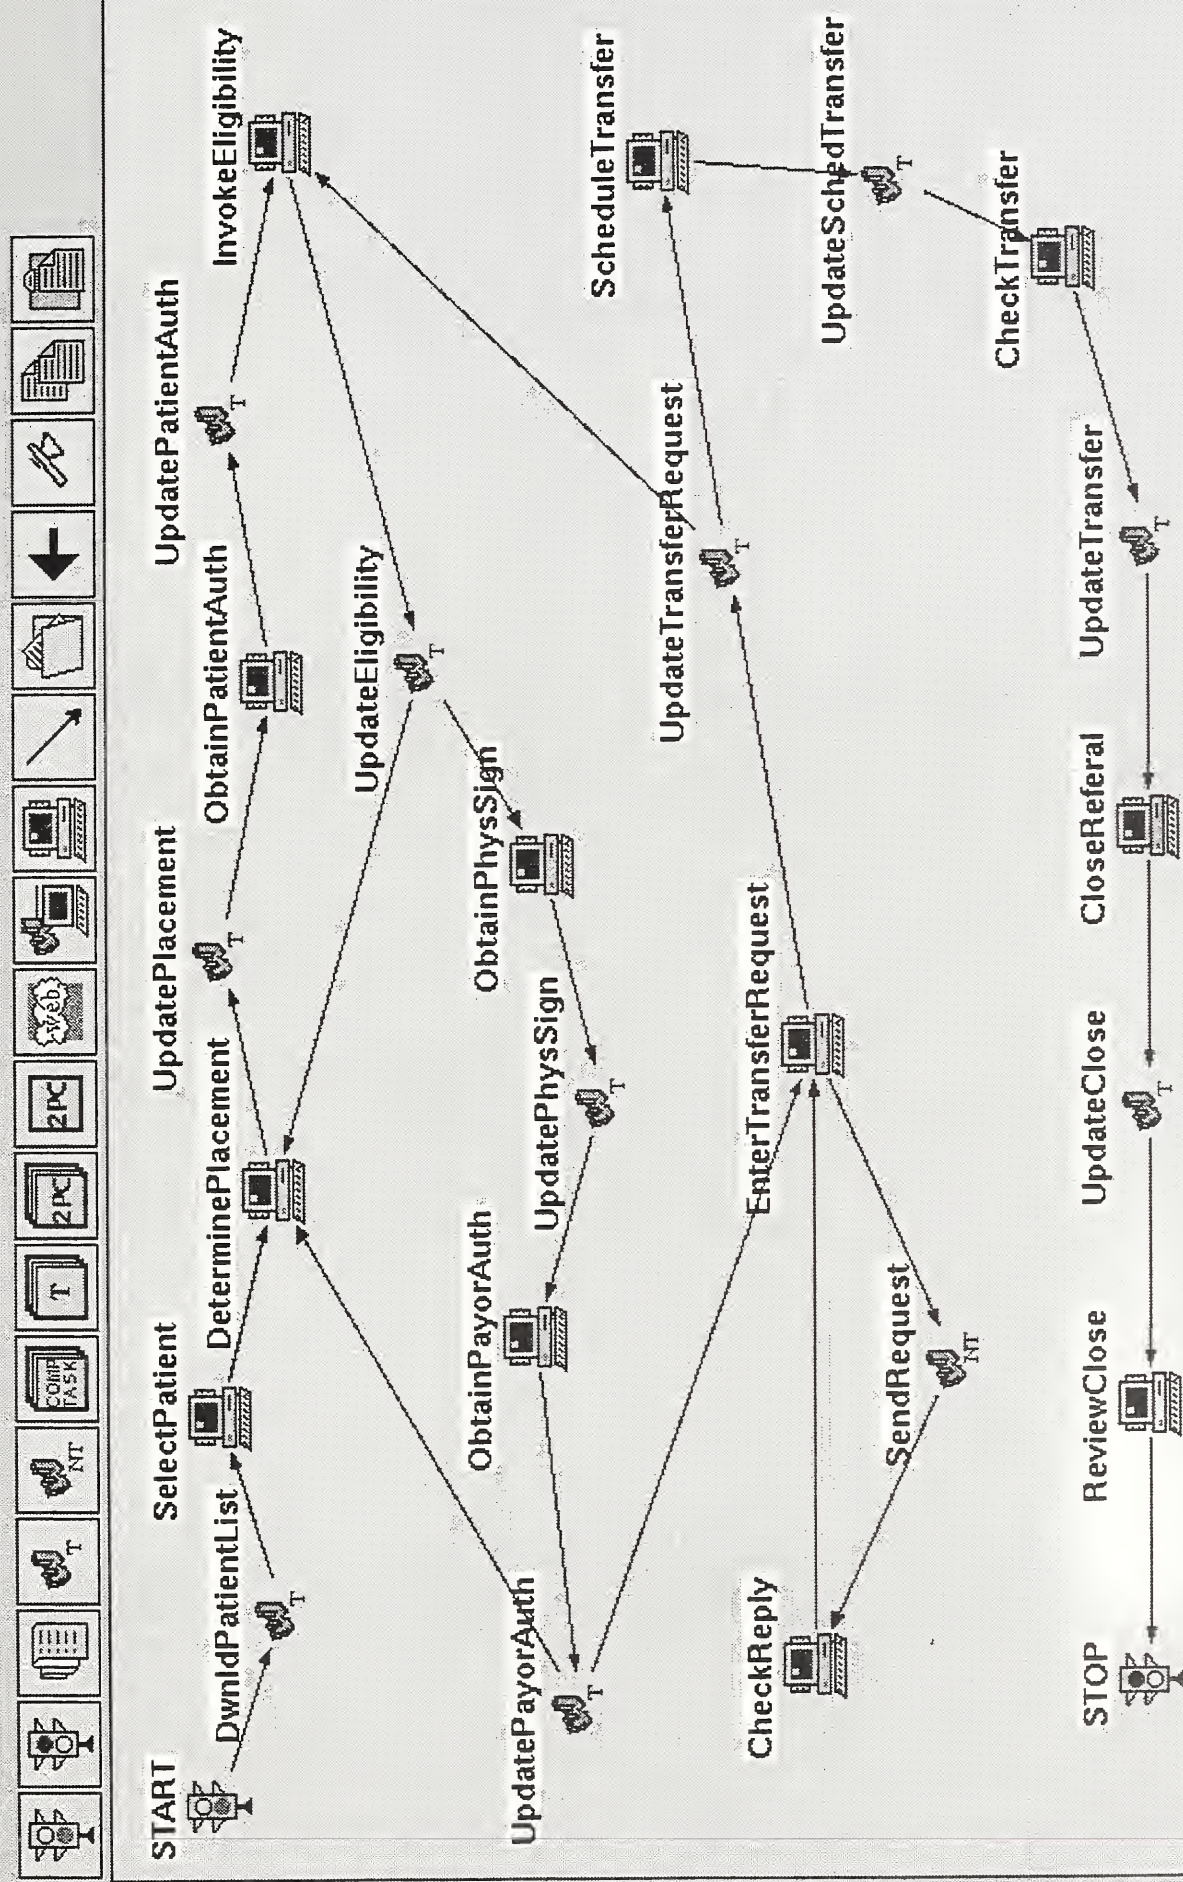 NT
T
COMP
TASK
T
2PC
2PC
Web
START
DwnldPatientList
T
SelectPatient
DeterminePlacement
UpdatePlacement
T
ObtainPatientAuth
UpdatePatientAuth
T
InvokeEligibility
UpdateEligibility
T
ObtainPhysSign
UpdatePhysSign
T
ObtainPayorAuth
UpdatePayorAuth
T
EnterTransferRequest
SendRequest
NT
CheckReply
UpdateTransferRequest
T
ScheduleTransfer
UpdateSchedTransfer
T
CheckTransfer
UpdateTransfer
T
CloseReferal
UpdateClose
T
ReviewClose
STOP